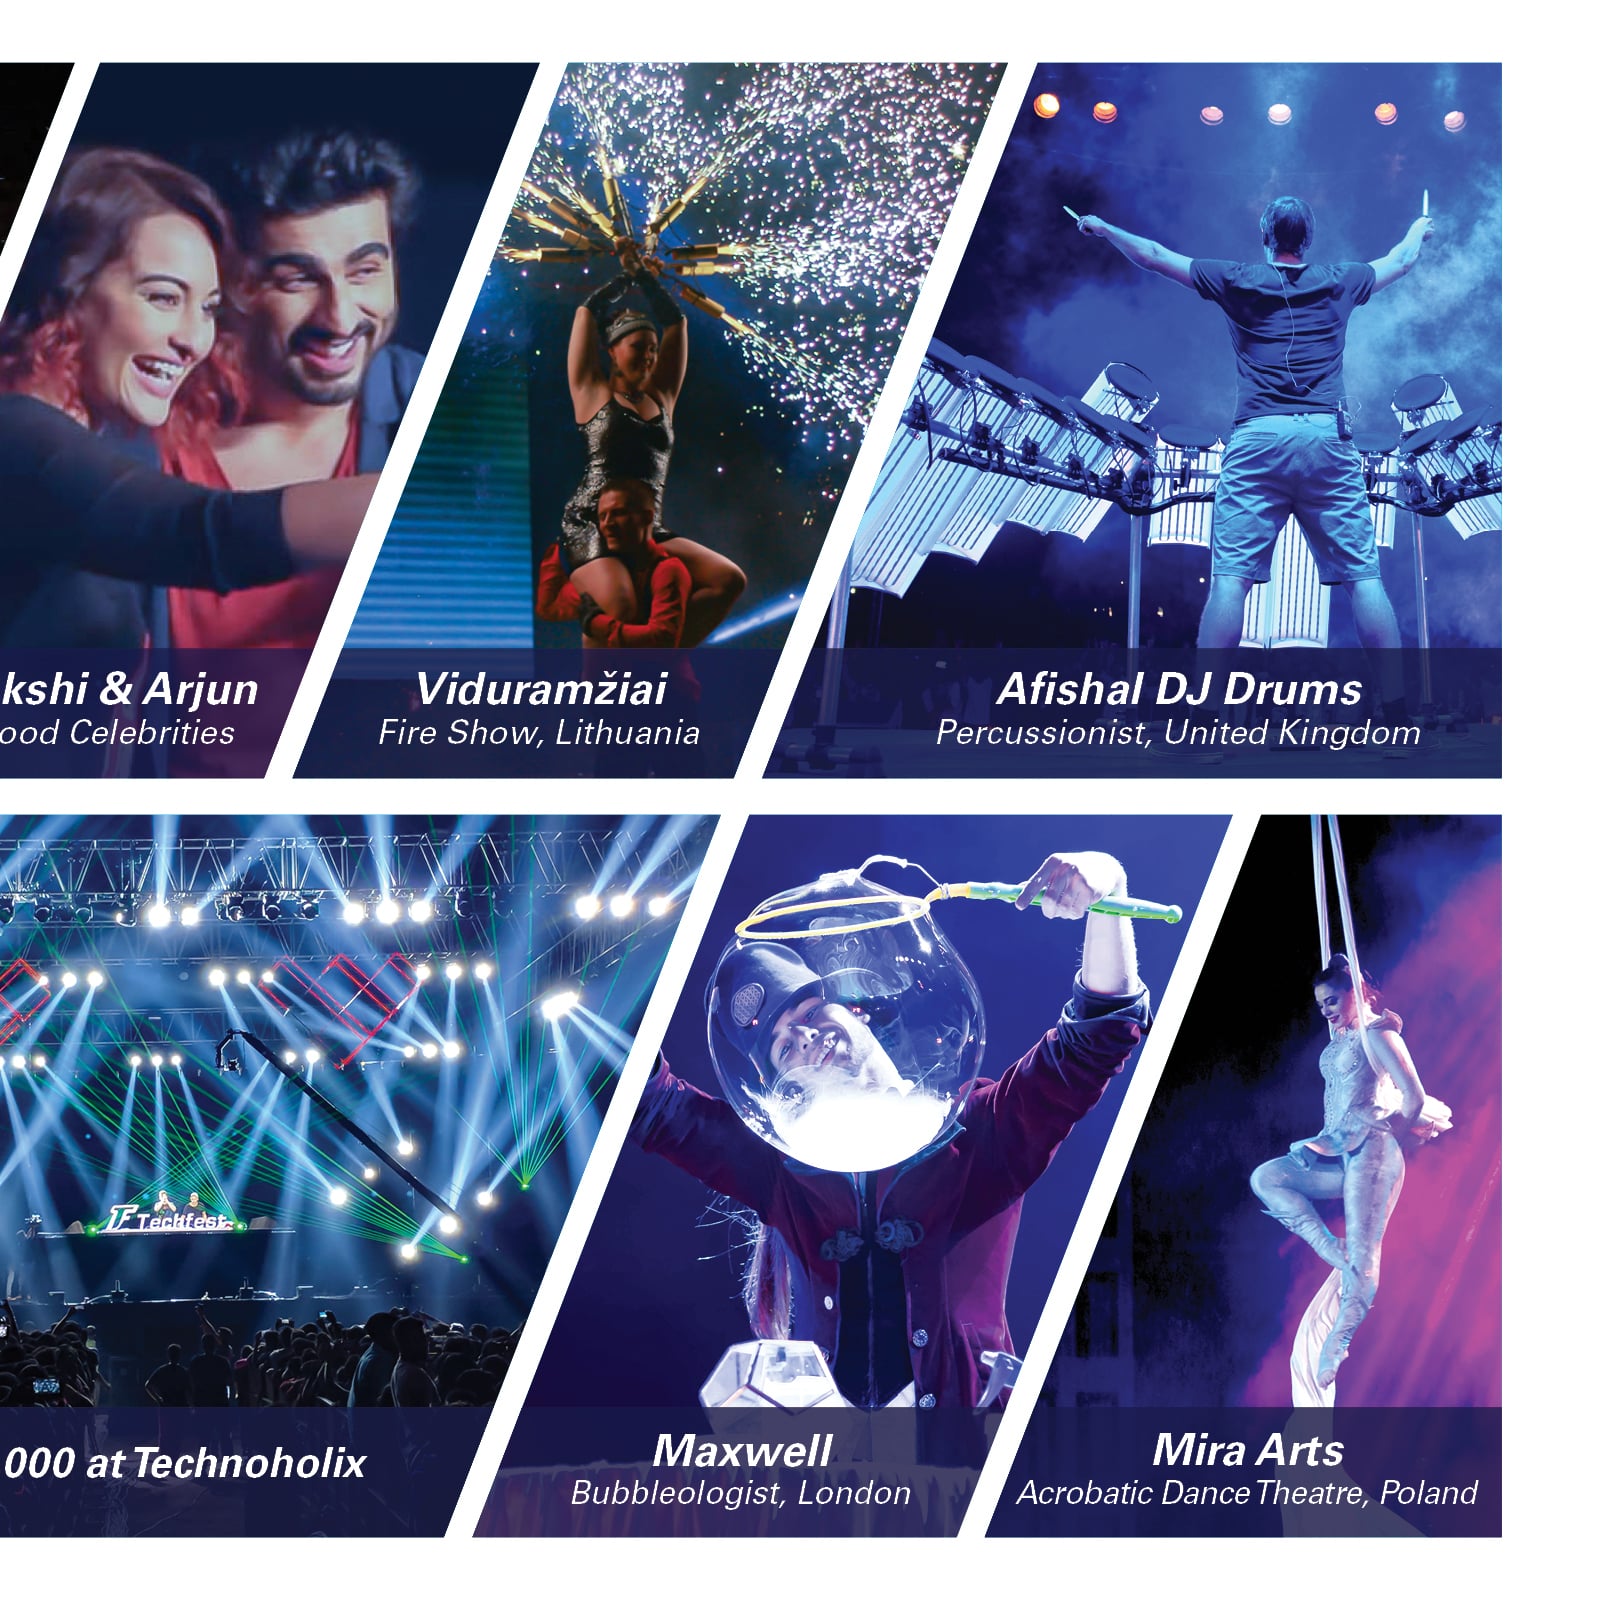 kshi & Arjun
ood Celebrities
Viduramžiai
Fire Show, Lithuania
Afishal DJ Drums
Percussionist, United Kingdom
TF Techfest
000 at Technoholix
Maxwell
Bubbleologist, London
Mira Arts
Acrobatic Dance Theatre, Poland